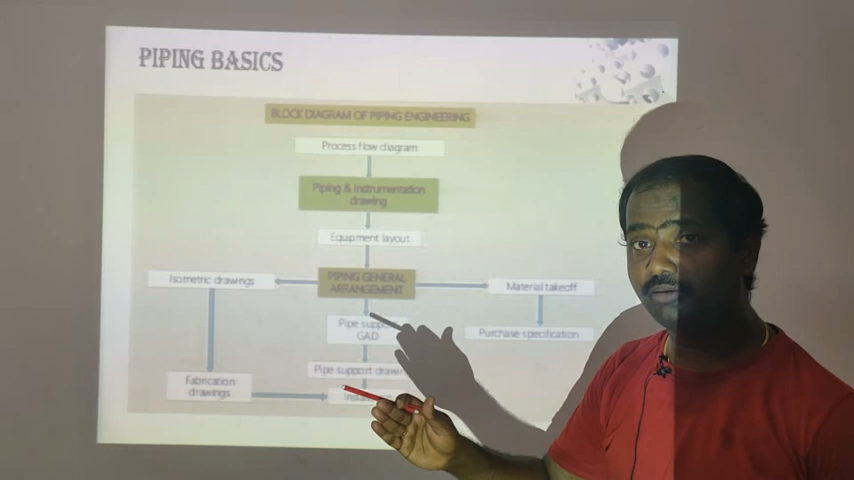 PIPING BASICS
BLOCK DIAGRAM OF PIPING ENGINEERING
Process flow diagram
Piping & instrumentation
drawing
Equipment layout
Isometric drawings
PIPING GENERAL
ARRANGEMENT
Material takeoff
Pipe
GAD
Purchase specification
Pipe support
Fabrication
drawings